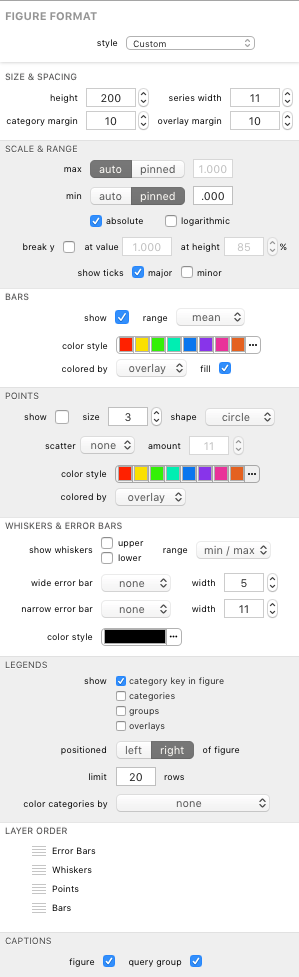 FIGURE FORMAT
style Custom
SIZE & SPACING
height 200 series width 11
category margin 10 overlay margin 10
SCALE & RANGE
max auto pinned 1.000
min auto pinned .000
absolute logarithmic
break y at value 1.000 at height 85 %
show ticks major minor
BARS
show range mean
color style •••
colored by overlay fill
POINTS
show size 3 shape circle
scatter none amount 11
color style •••
colored by overlay
WHISKERS & ERROR BARS
show whiskers upper lower range min / max
wide error bar none width 5
narrow error bar none width 11
color style •••
LEGENDS
show category key in figure
categories
groups
overlays
positioned left right of figure
limit 20 rows
color categories by none
LAYER ORDER
Error Bars
Whiskers
Points
Bars
CAPTIONS
figure query group